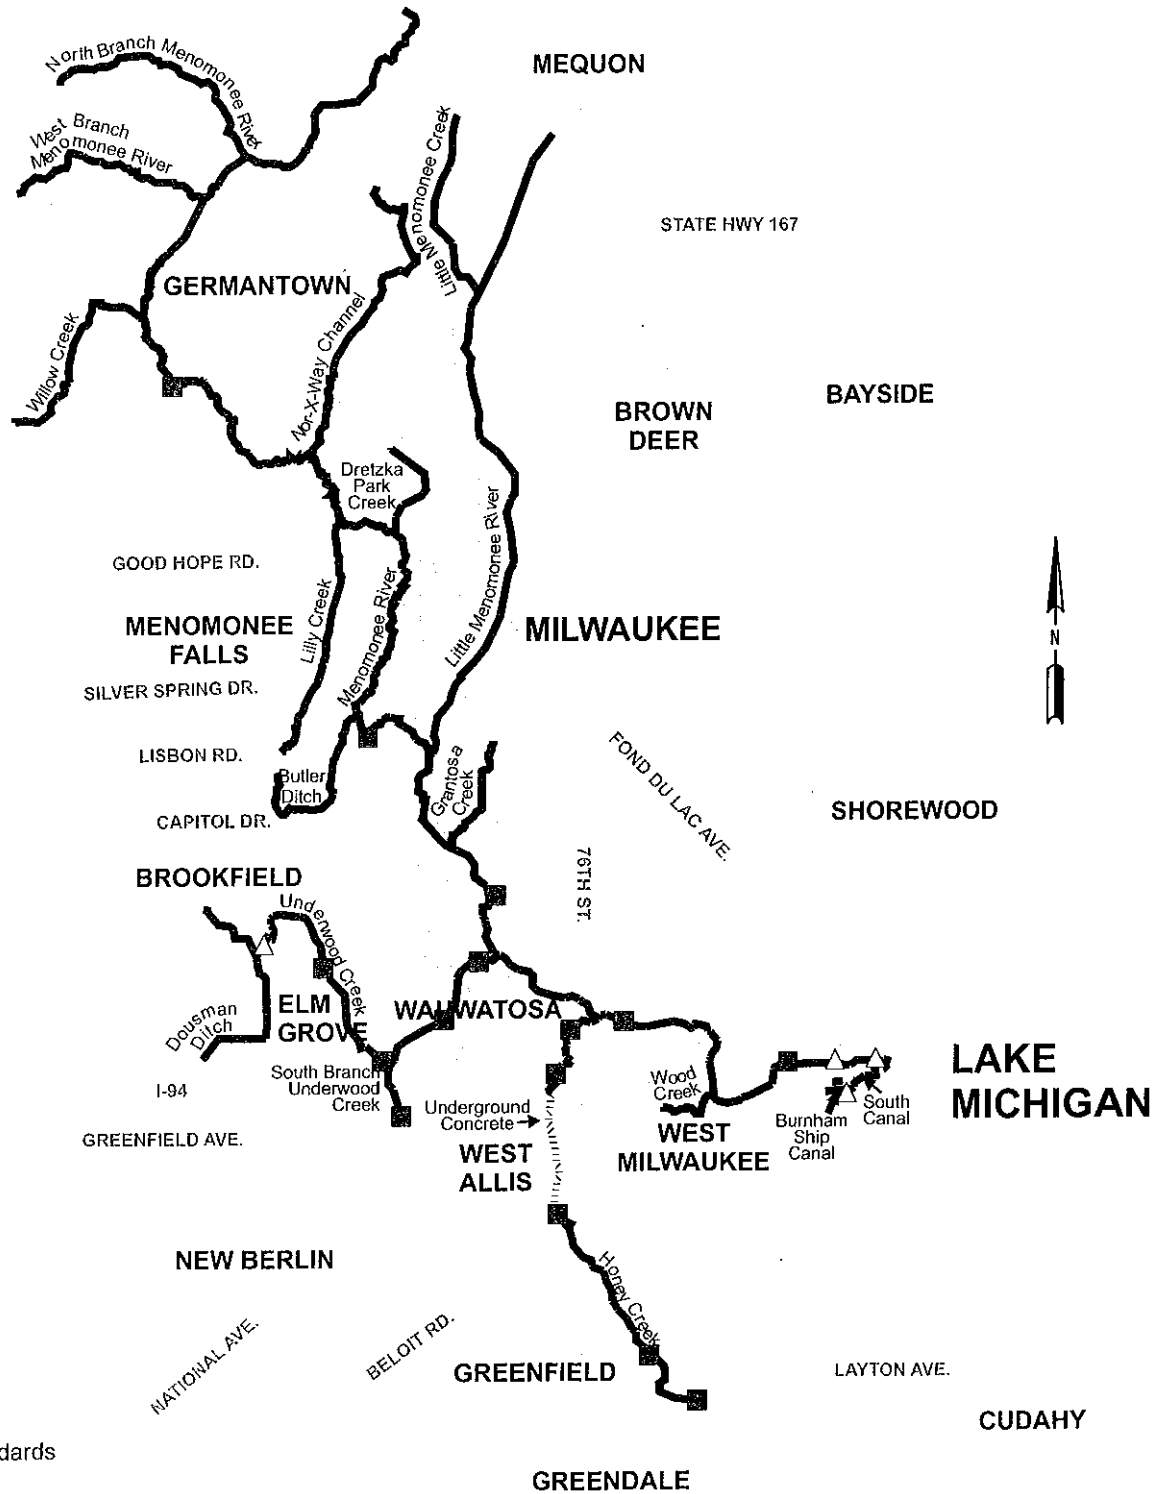 North Branch Menomonee River
MEQUON
West Branch
Menomonee River
Little Menomonee Creek
STATE HWY 167
GERMANTOWN
Willow Creek
Nor-X-Way Channel
BAYSIDE
BROWN
DEER
Dretzka
Park
Creek
GOOD HOPE RD.
Lilly Creek
Menomonee River
Little Menomonee River
MENOMONEE
FALLS
MILWAUKEE
N
SILVER SPRING DR.
LISBON RD.
Butler
Ditch
Grantosa
Creek
FOND DU LAC AVE.
SHOREWOOD
CAPITOL DR.
76TH ST.
BROOKFIELD
Underwood Creek
Dousman
Ditch
ELM
GROVE
WAUWATOSA
LAKE
MICHIGAN
South Branch
Underwood
Creek
I-94
Wood
Creek
Underground
Concrete
Burnham
Ship
Canal
South
Canal
GREENFIELD AVE.
WEST
ALLIS
WEST
MILWAUKEE
NEW BERLIN
Honey Creek
NATIONAL AVE.
BELOIT RD.
GREENFIELD
LAYTON AVE.
CUDAHY
dards
GREENDALE